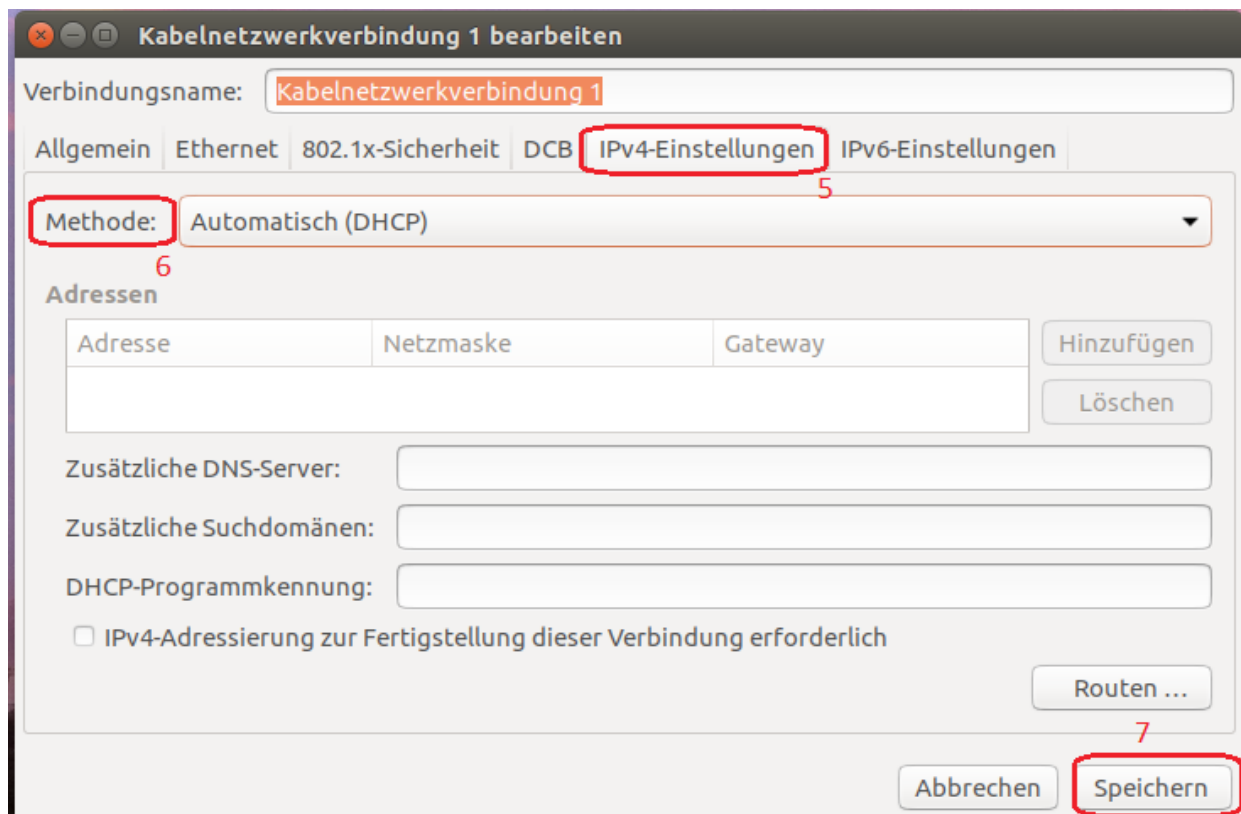 Kabelnetzwerkverbindung 1 bearbeiten
Verbindungsname: Kabelnetzwerkverbindung 1
Allgemein Ethernet 802.1x-Sicherheit DCB IPv4-Einstellungen IPv6-Einstellungen
5
Methode: Automatisch (DHCP)
6
Adressen
Adresse Netzmaske Gateway Hinzufügen
Löschen
Zusätzliche DNS-Server:
Zusätzliche Suchdomänen:
DHCP-Programmkennung:
IPv4-Adressierung zur Fertigstellung dieser Verbindung erforderlich
Routen ...
7
Abbrechen Speichern